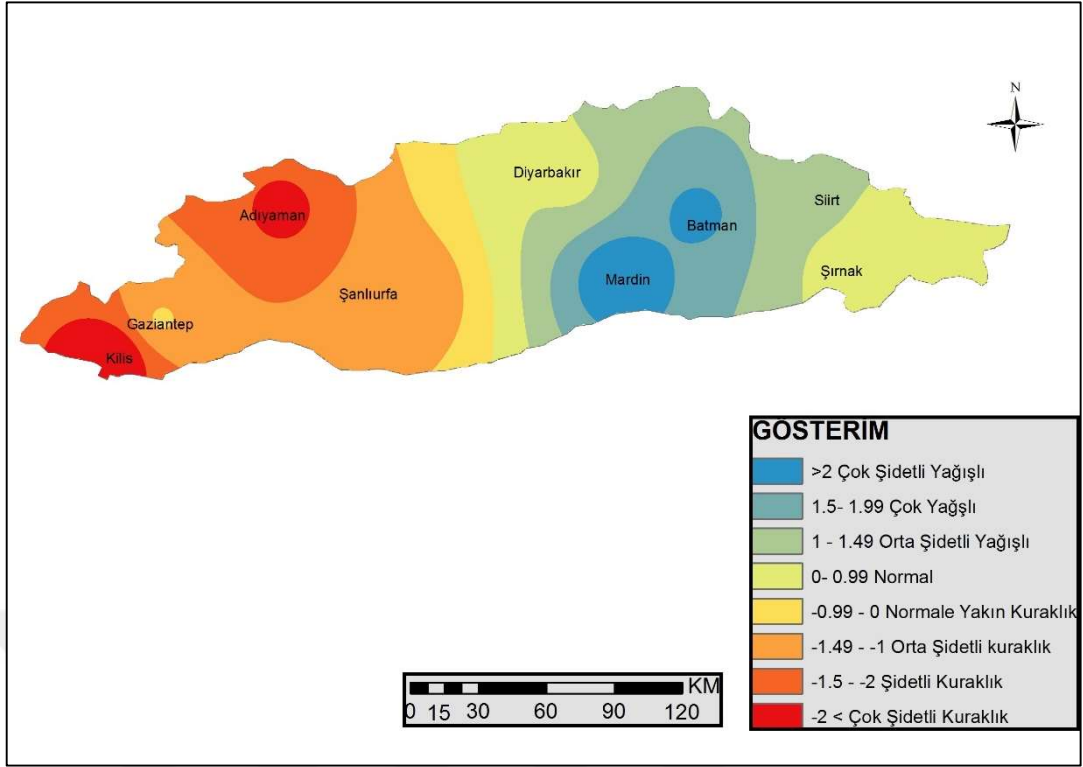 N
Diyarbakır
Siirt
Adıyaman
Batman
Şırnak
Mardin
Şanlıurfa
Gaziantep
Kilis
GÖSTERİM
>2 Çok Şidetli Yağışlı
1.5- 1.99 Çok Yağşlı
1 - 1.49 Orta Şidetli Yağışlı
0- 0.99 Normal
-0.99 - 0 Normale Yakın Kuraklık
-1.49 - -1 Orta Şidetli kuraklık
-1.5 - -2 Şidetli Kuraklık
-2 < Çok Şidetli Kuraklık
KM
0 15 30 60 90 120